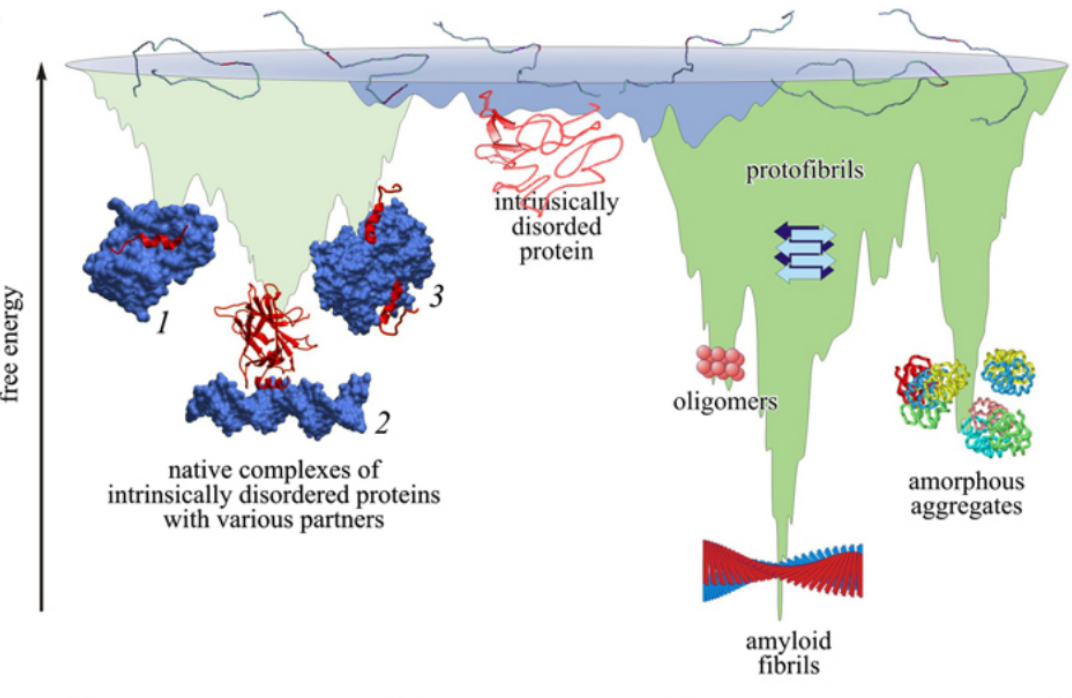 protofibrils
intrinsically
disorded
protein
free energy
1
3
2
oligomers
native complexes of
intrinsically disordered proteins
with various partners
amorphous
aggregates
amyloid
fibrils